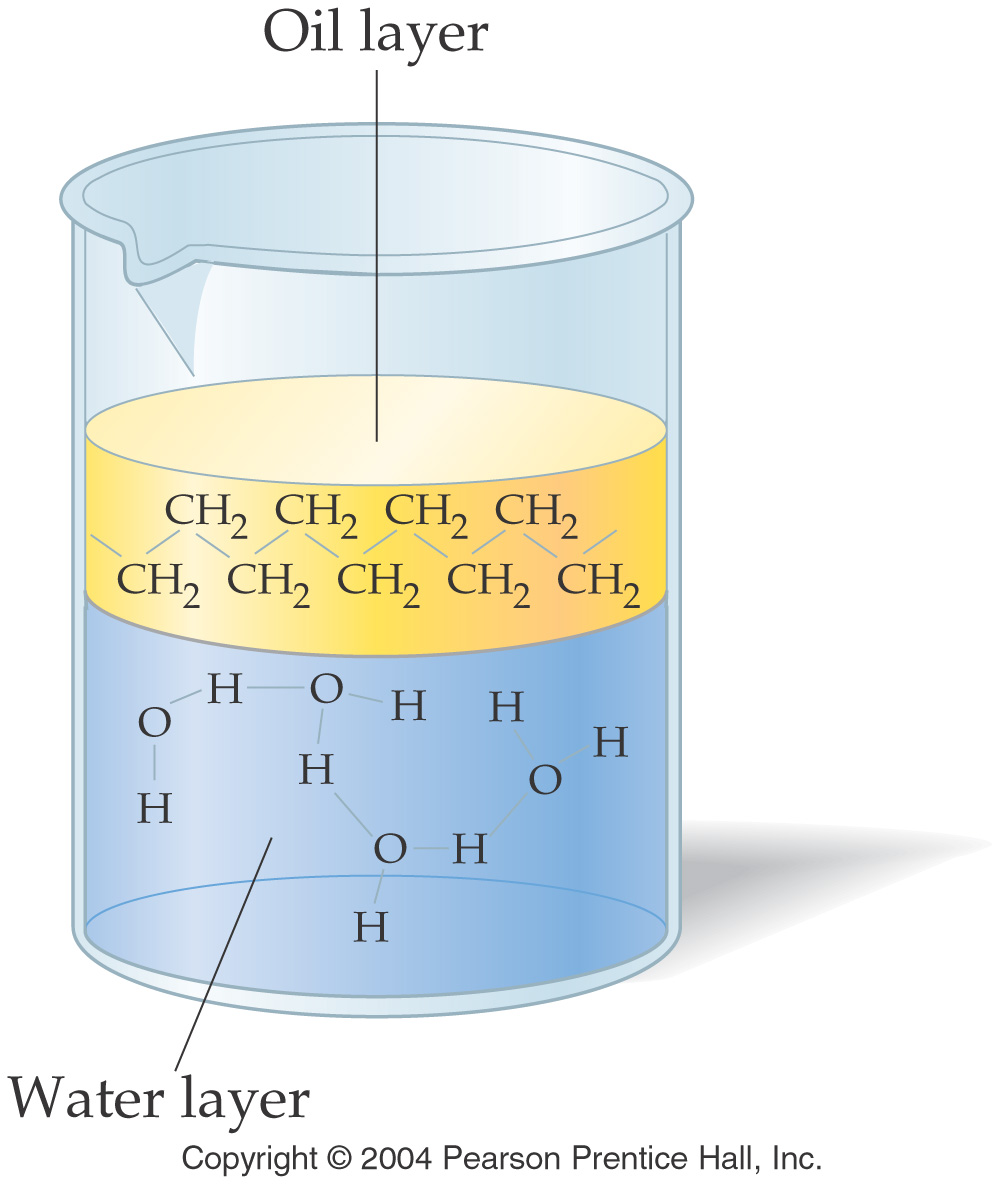 Oil layer
CH2 CH2 CH2 CH2
CH2 CH2 CH2 CH2 CH2
H O H H
O H
H O
H
O H
H
Water layer
Copyright © 2004 Pearson Prentice Hall, Inc.